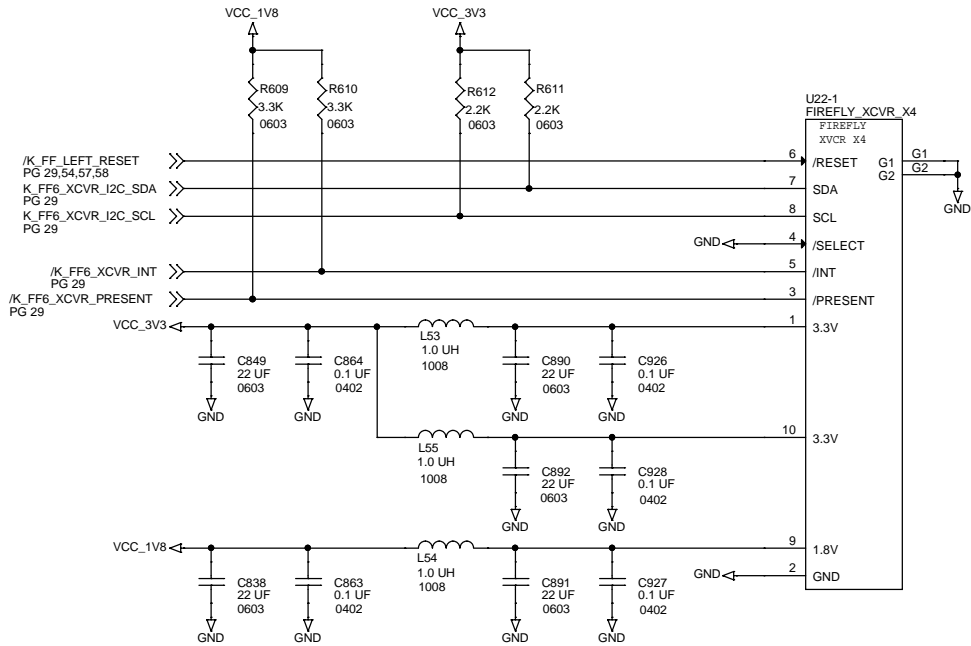 VCC_1V8
VCC_3V3
R609
3.3K
0603
R610
3.3K
0603
R612
2.2K
0603
R611
2.2K
0603
U22-1
FIREFLY_XCVR_X4
FIREFLY
XVCR X4
/K_FF_LEFT_RESET
PG 29,54,57,58
6
/RESET
G1
G1
G2
G2
GND
K_FF6_XCVR_I2C_SDA
PG 29
7
SDA
K_FF6_XCVR_I2C_SCL
PG 29
8
SCL
GND
4
/SELECT
/K_FF6_XCVR_INT
PG 29
5
/INT
/K_FF6_XCVR_PRESENT
PG 29
3
/PRESENT
VCC_3V3
L53
1.0 UH
1008
1
3.3V
C849
22 UF
0603
GND
C864
0.1 UF
0402
GND
C890
22 UF
0603
GND
C926
0.1 UF
0402
GND
L55
1.0 UH
1008
10
3.3V
C892
22 UF
0603
GND
C928
0.1 UF
0402
GND
VCC_1V8
L54
1.0 UH
1008
9
1.8V
GND
2
GND
C838
22 UF
0603
GND
C863
0.1 UF
0402
GND
C891
22 UF
0603
GND
C927
0.1 UF
0402
GND